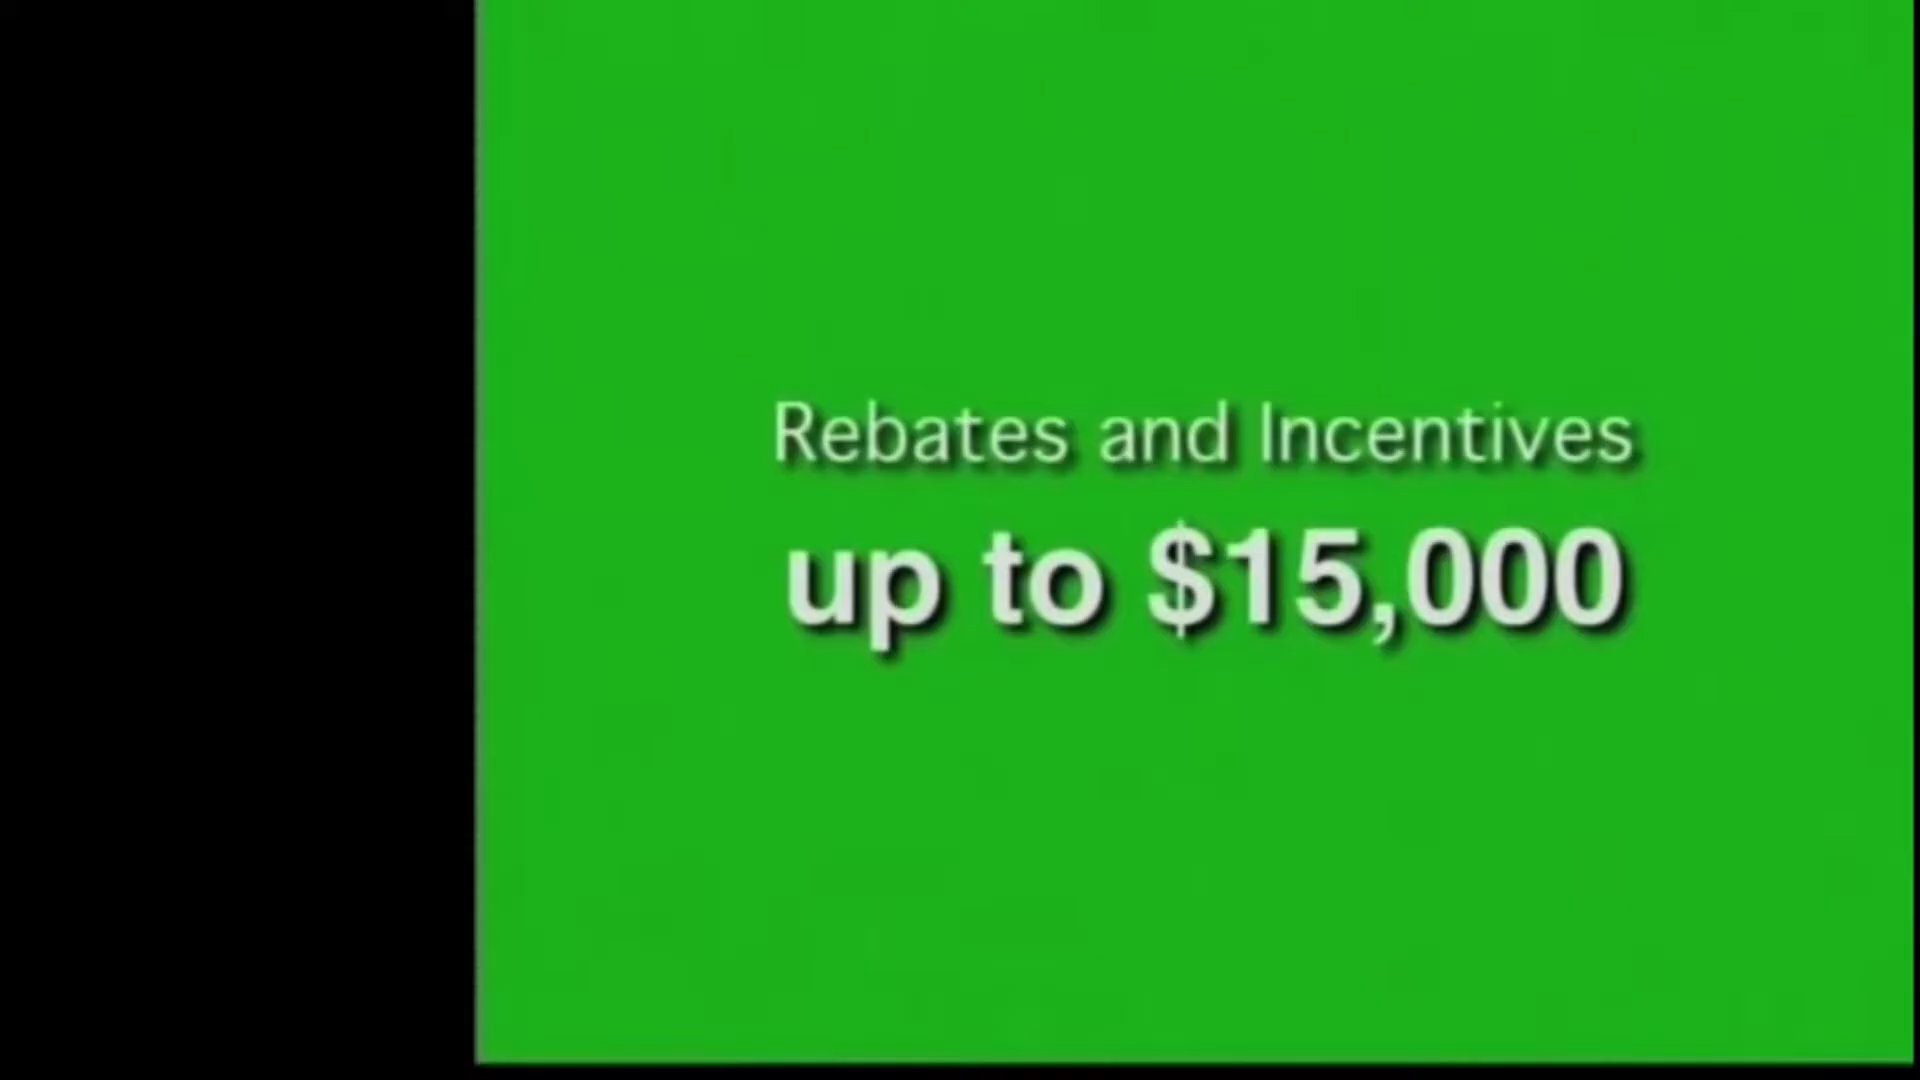 Rebates and Incentives
up to $15,000